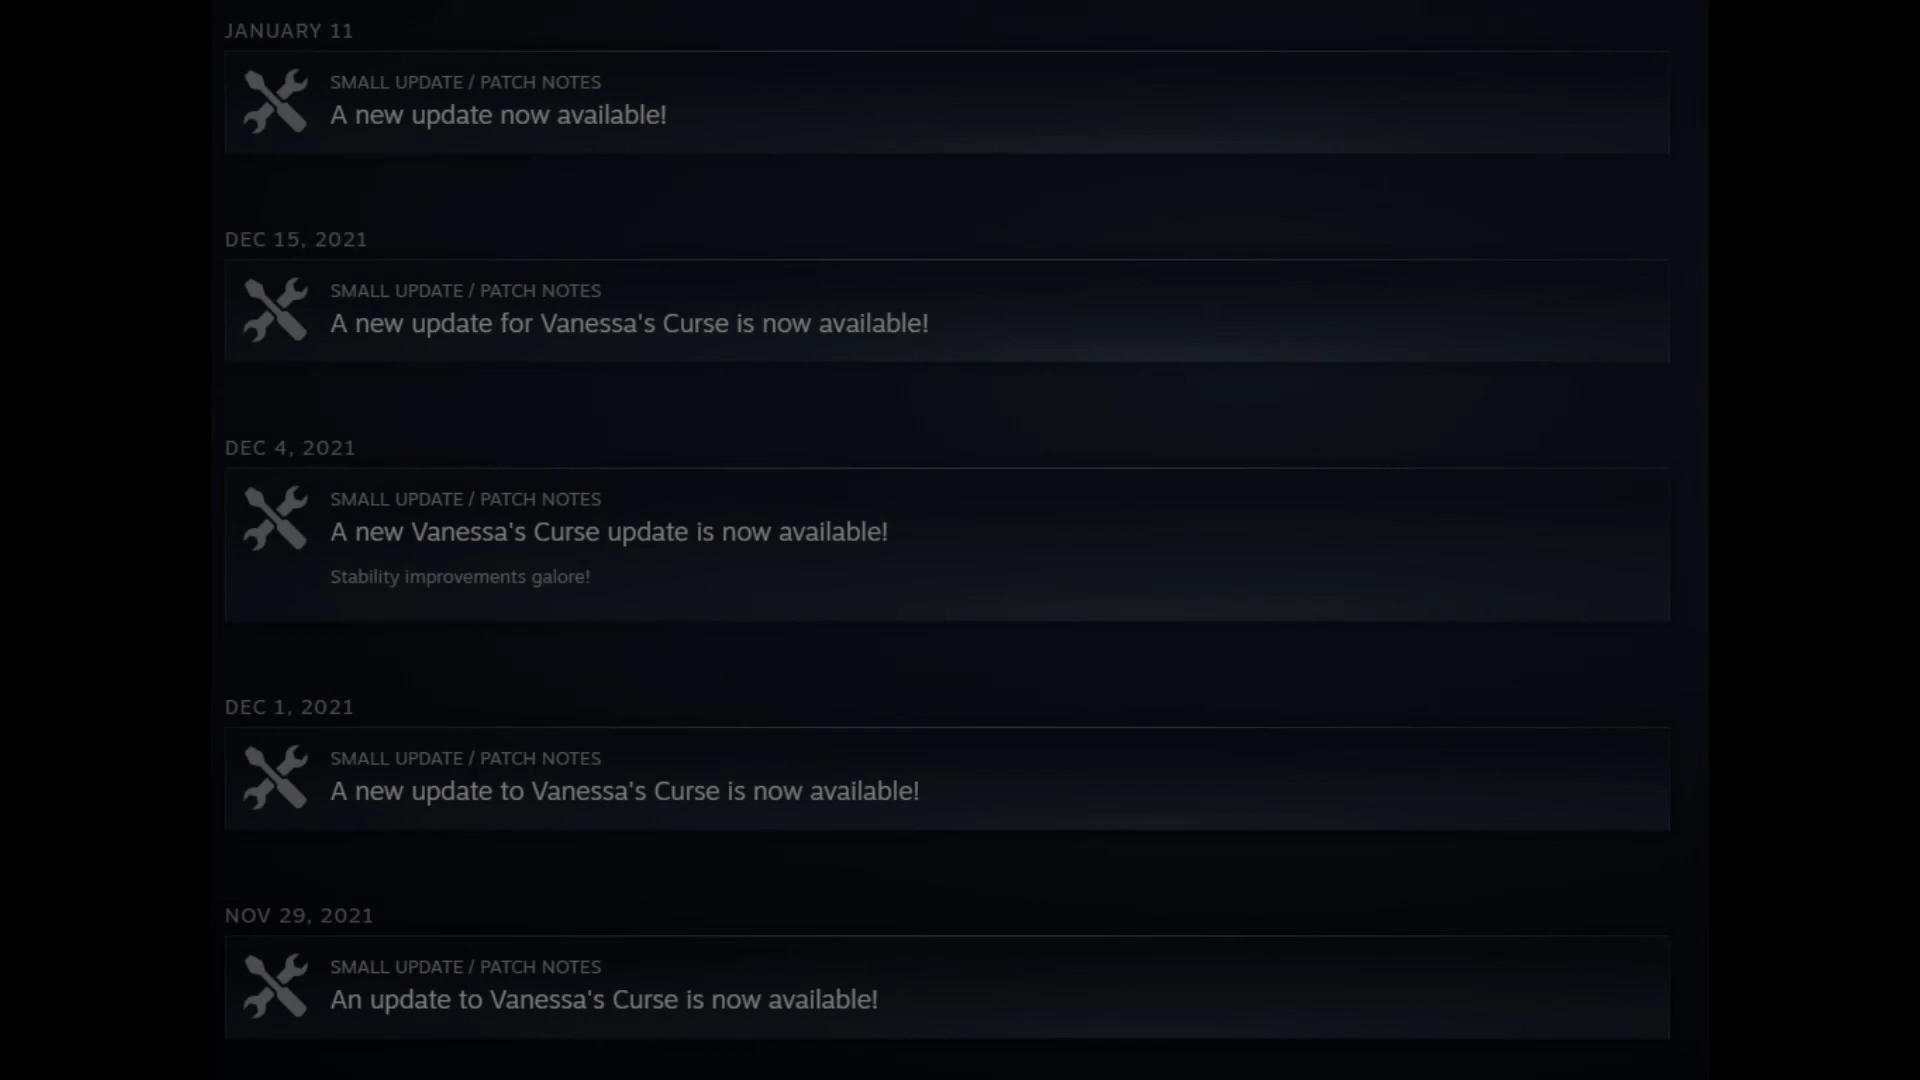 JANUARY 11
SMALL UPDATE / PATCH NOTES
A new update now available!
DEC 15, 2021
SMALL UPDATE / PATCH NOTES
A new update for Vanessa's Curse is now available!
DEC 4, 2021
SMALL UPDATE / PATCH NOTES
A new Vanessa's Curse update is now available!
Stability improvements galore!
DEC 1, 2021
SMALL UPDATE / PATCH NOTES
A new update to Vanessa's Curse is now available!
NOV 29, 2021
SMALL UPDATE / PATCH NOTES
An update to Vanessa's Curse is now available!